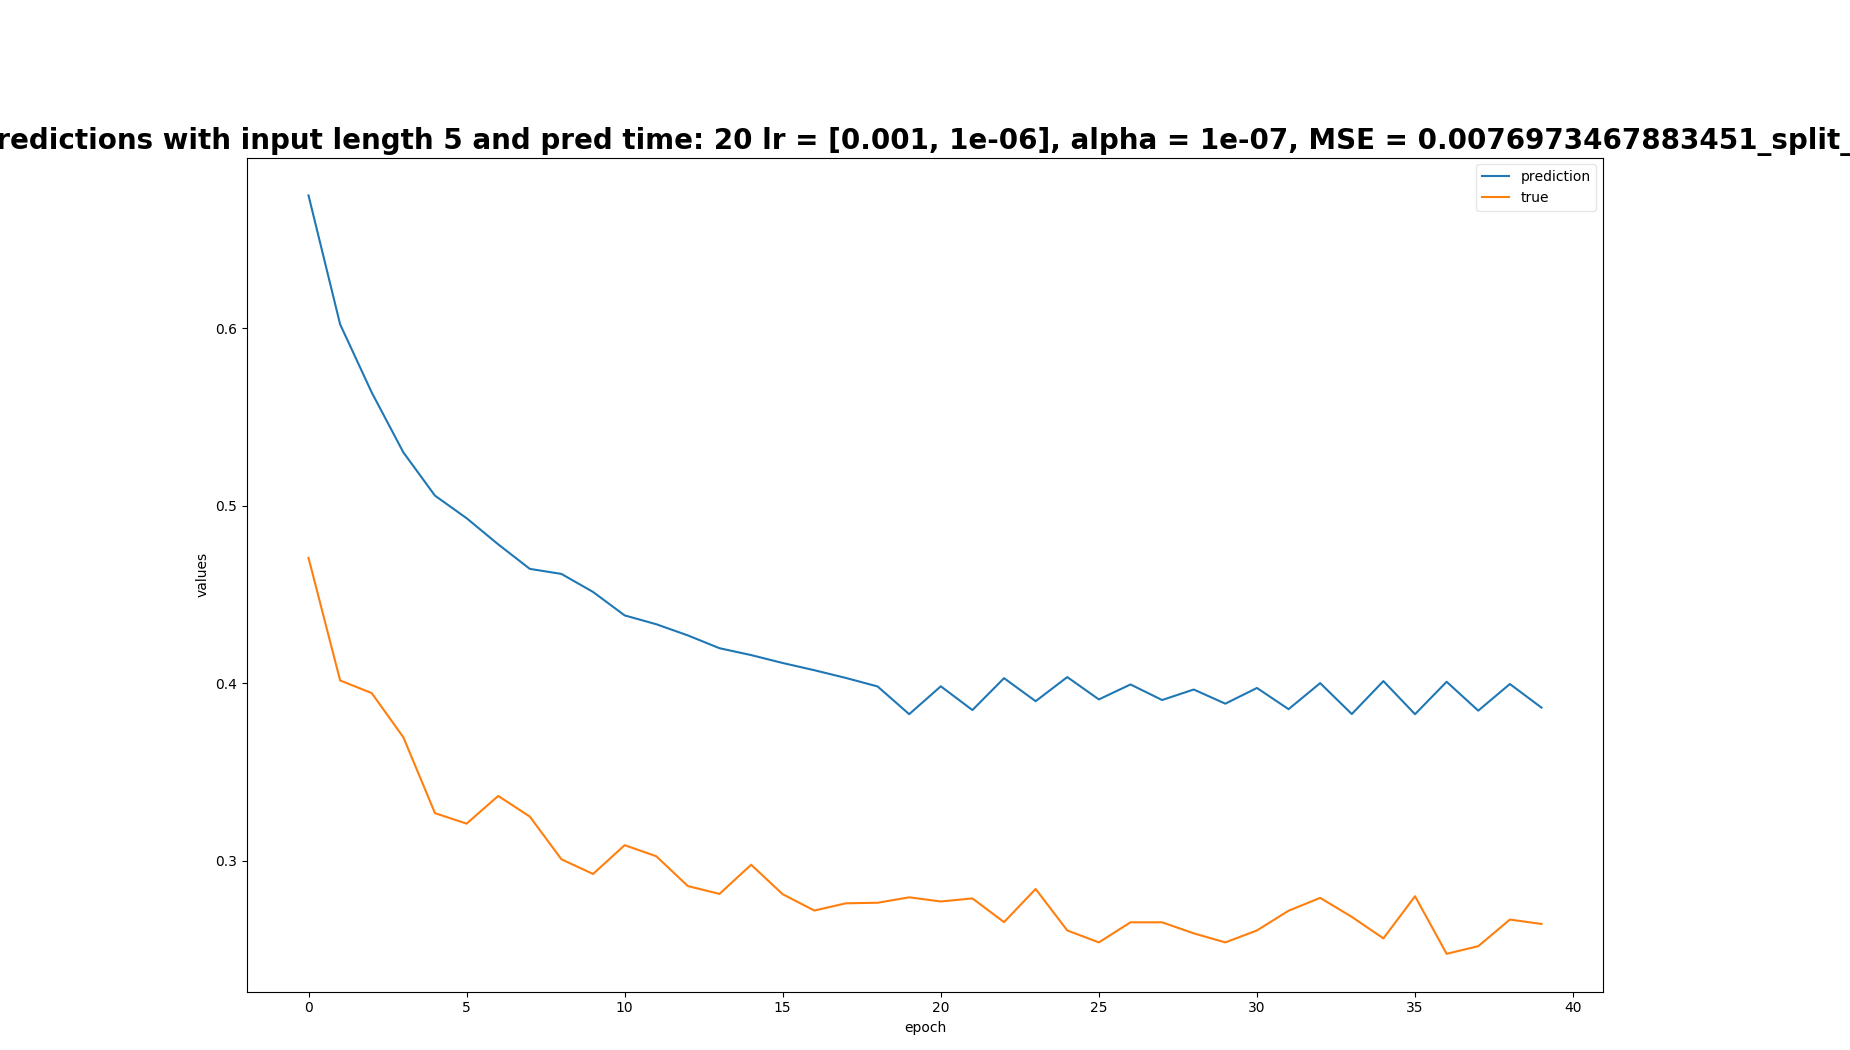 redictions with input length 5 and pred time: 20 lr = [0.001, 1e-06], alpha = 1e-07, MSE = 0.0076973467883451_split_
prediction
true
0.6
0.5
0.4
0.3
values
0 5 10 15 20 25 30 35 40
epoch